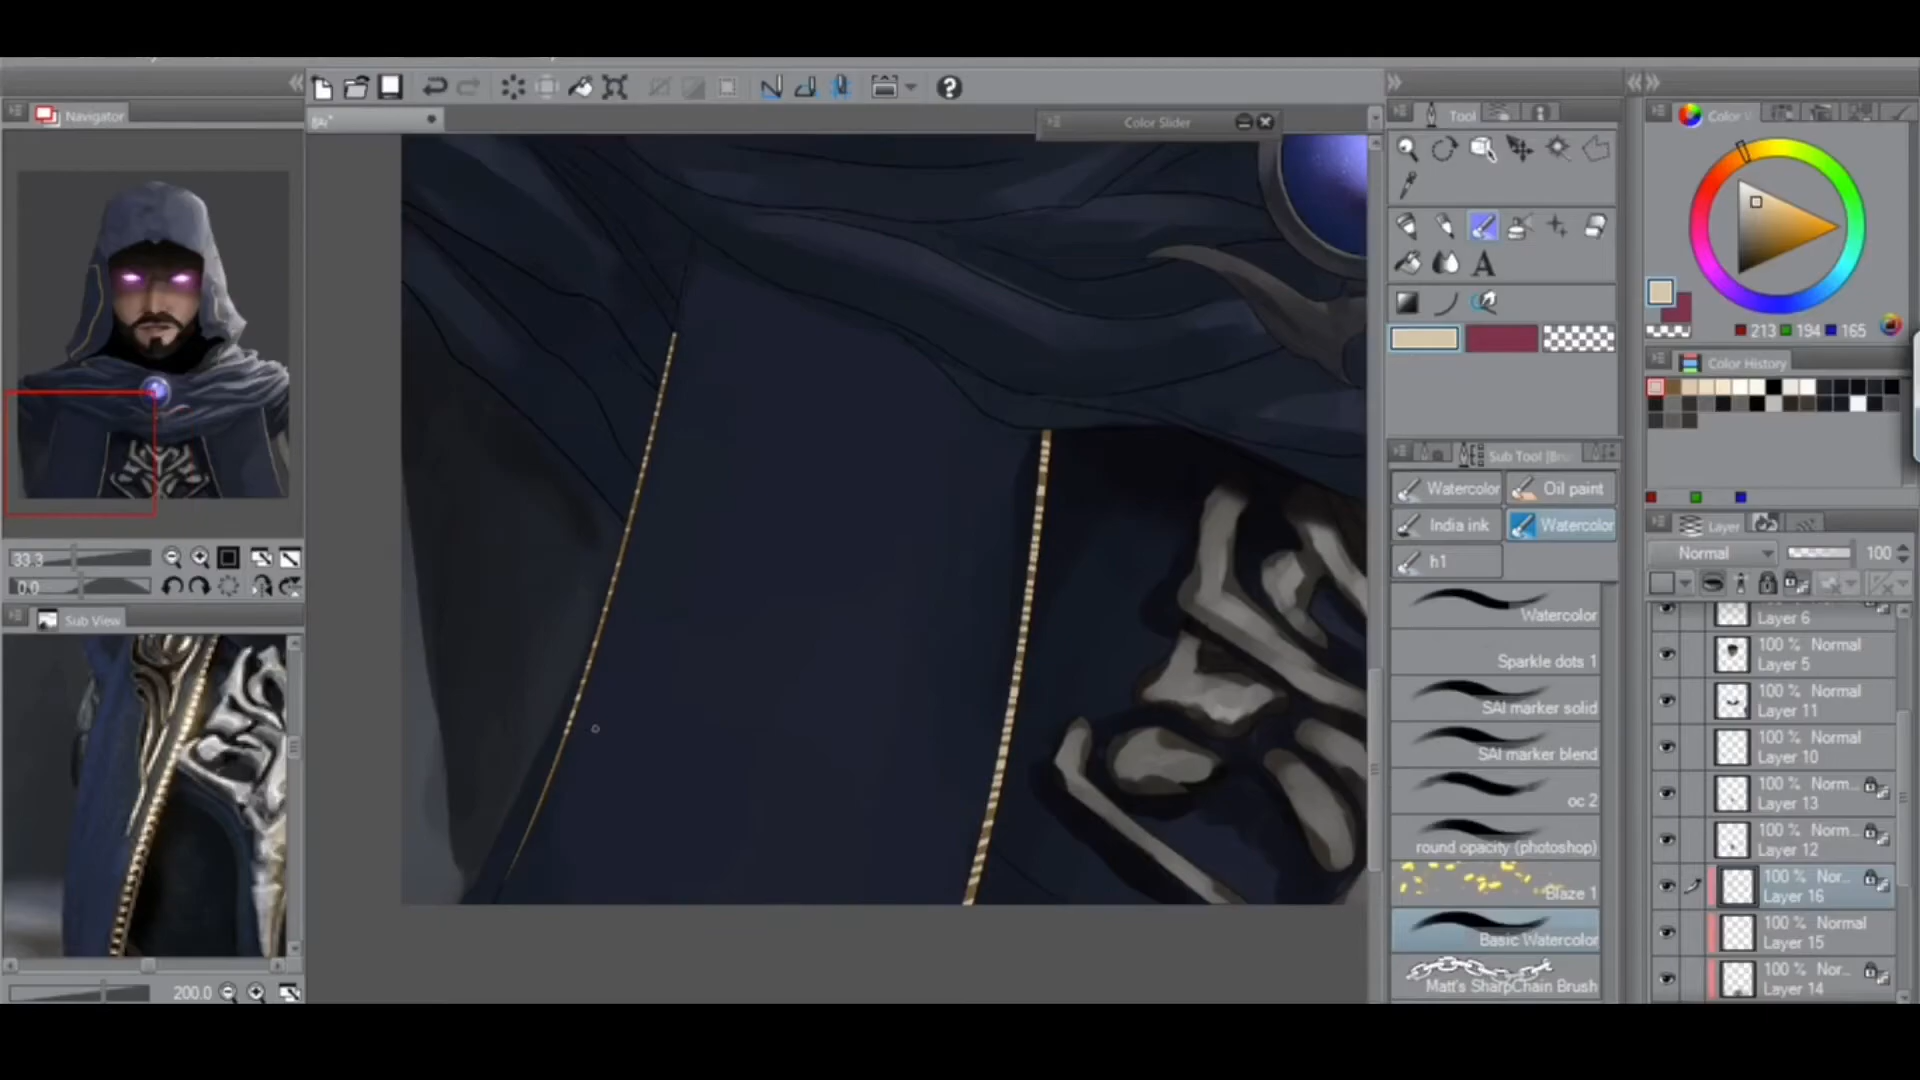 Navigator
33.3
0.0
Sub View
200.0
Color Slider
Tool
213 194 165
Color History
Sub Tool
Watercolor
Oil paint
India ink
Watercolor
h1
Watercolor
Sparkle dots 1
SAI marker solid
SAI marker blend
oc 2
round opacity (photoshop)
Blaze 1
Basic Watercolor
Matt's SharpChain Brush
Layer
Normal 100
Layer 6
100 % Normal
Layer 5
100 % Normal
Layer 11
100 % Normal
Layer 10
100 % Norm...
Layer 13
100 % Norm...
Layer 12
100 % Nor...
Layer 16
100 % Normal
Layer 15
100 % Nor...
Layer 14